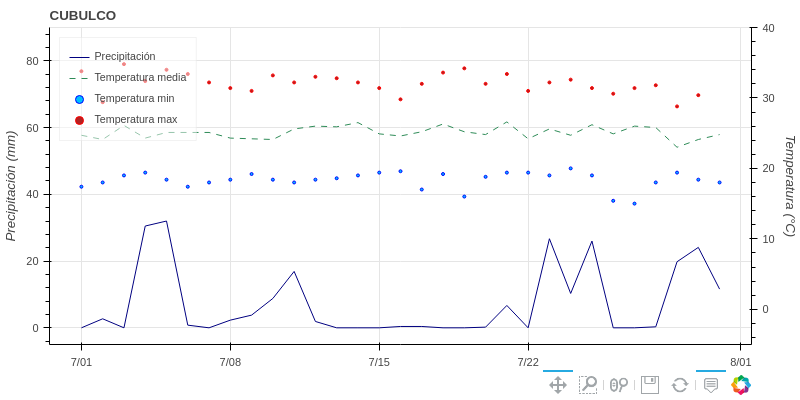 CUBULCO
Precipitación
Temperatura media
Temperatura min
Temperatura max
Precipitación (mm)
80
60
40
20
0
Temperatura (°C)
40
30
20
10
0
7/01
7/08
7/15
7/22
8/01